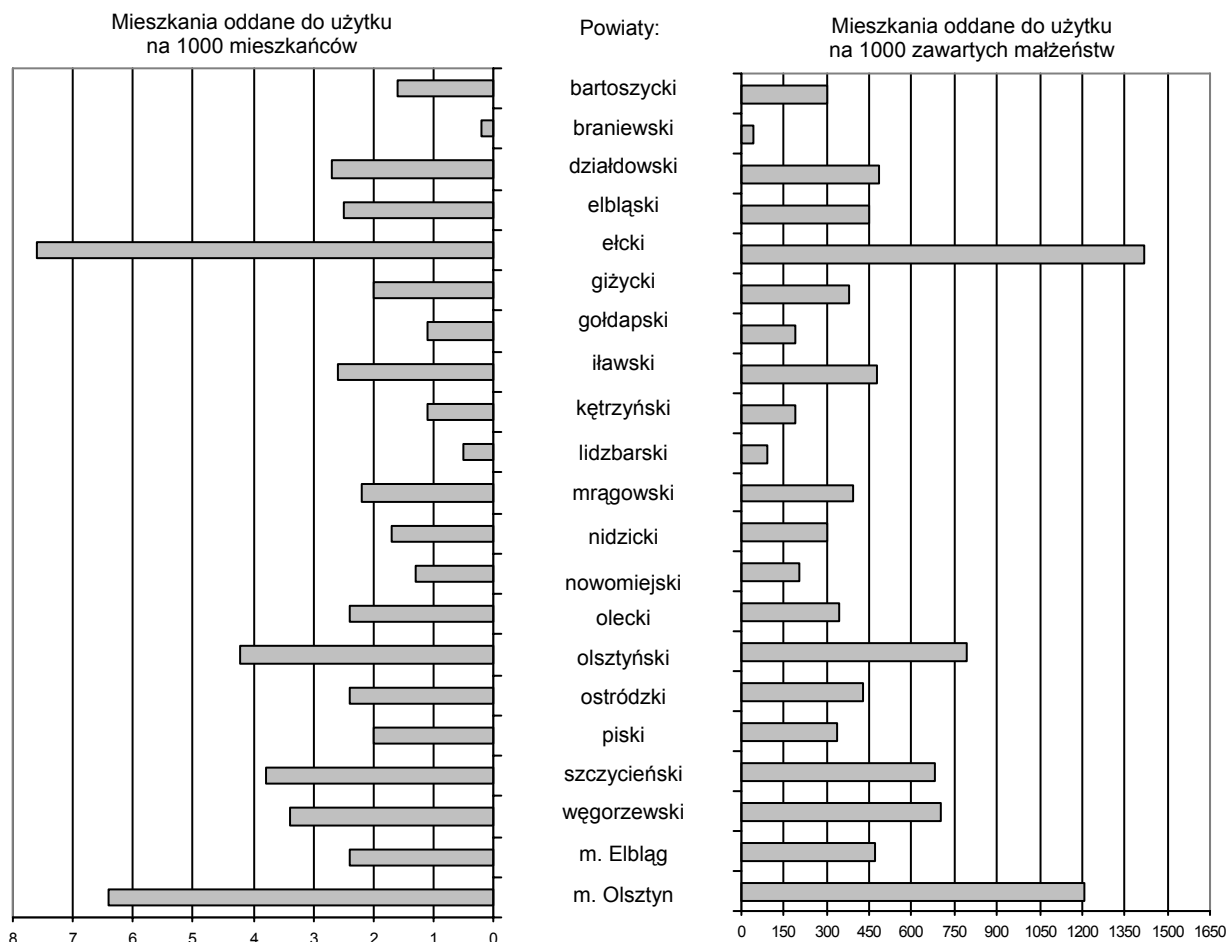 Mieszkania oddane do użytku
na 1000 mieszkańców
Powiaty:
Mieszkania oddane do użytku
na 1000 zawartych małżeństw
bartoszycki
braniewski
działdowski
elbląski
ełcki
giżycki
gołdapski
iławski
kętrzyński
lidzbarski
mrągowski
nidzicki
nowomiejski
olecki
olsztyński
ostródzki
piski
szczycieński
węgorzewski
m. Elbląg
m. Olsztyn
8 7 6 5 4 3 2 1 0
0 150 300 450 600 750 900 1050 1200 1350 1500 1650